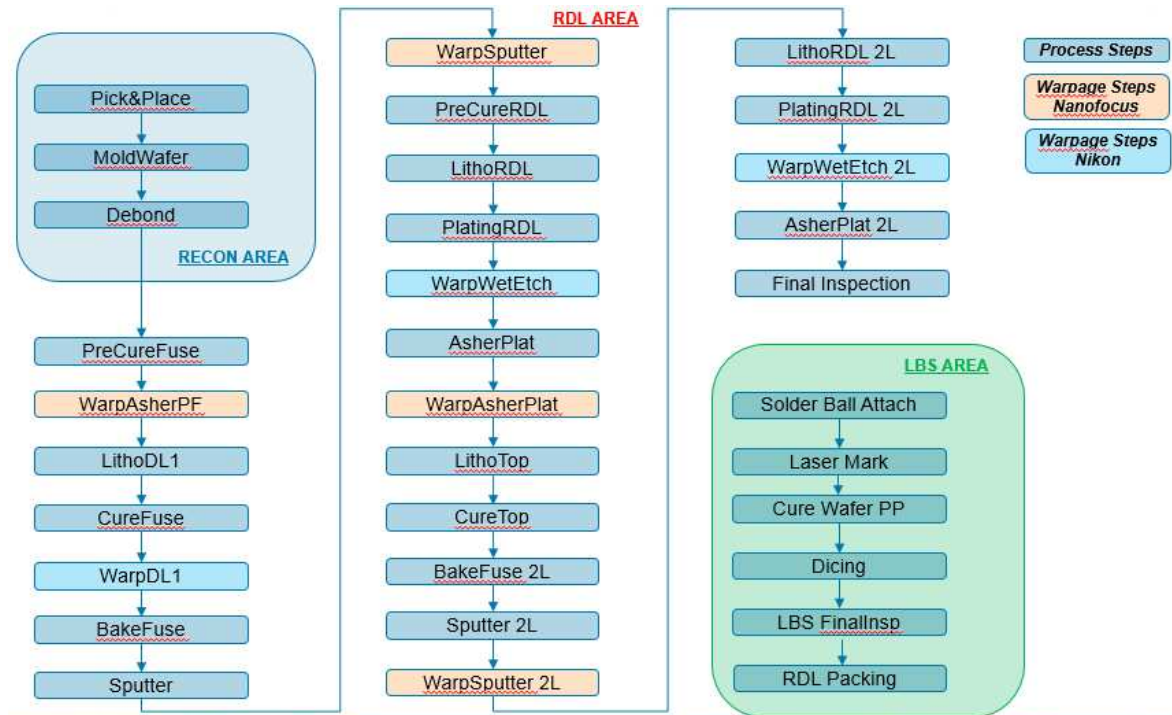 RDL AREA
Pick&Place
MoldWafer
Debond
RECON AREA
PreCureFuse
WarpAsherPF
LithoDL1
CureFuse
WarpDL1
BakeFuse
Sputter
WarpSputter
PreCureRDL
LithoRDL
PlatingRDL
WarpWetEtch
AsherPlat
WarpAsherPlat
LithoTop
CureTop
BakeFuse 2L
Sputter 2L
WarpSputter 2L
LithoRDL 2L
PlatingRDL 2L
WarpWetEtch 2L
AsherPlat 2L
Final Inspection
Process Steps
Warpage Steps
Nanofocus
Warpage Steps
Nikon
LBS AREA
Solder Ball Attach
Laser Mark
Cure Wafer PP
Dicing
LBS FinalInsp
RDL Packing